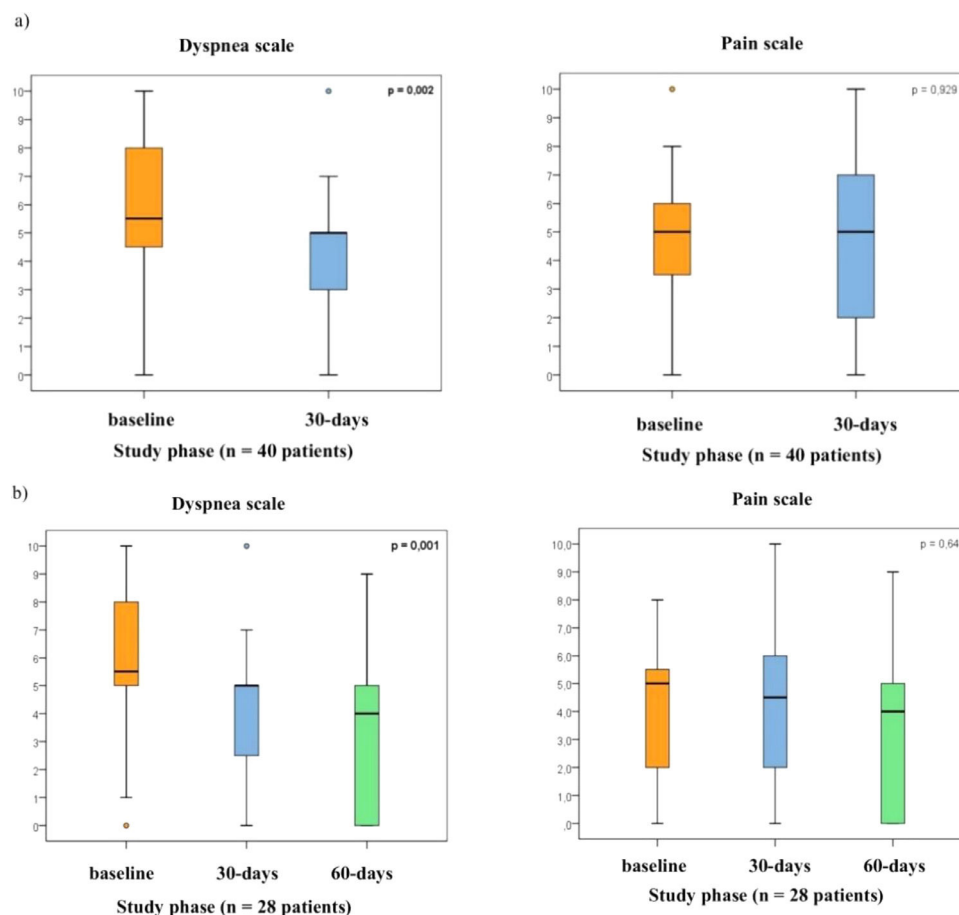 a)
Dyspnea scale
p = 0,002
10
9
8
7
6
5
4
3
2
1
0
baseline 30-days
Study phase (n = 40 patients)
Pain scale
p = 0,929
10
9
8
7
6
5
4
3
2
1
0
baseline 30-days
Study phase (n = 40 patients)
b)
Dyspnea scale
p = 0,001
10
9
8
7
6
5
4
3
2
1
0
baseline 30-days 60-days
Study phase (n = 28 patients)
Pain scale
p = 0,64
10,0
9,0
8,0
7,0
6,0
5,0
4,0
3,0
2,0
1,0
,0
baseline 30-days 60-days
Study phase (n = 28 patients)